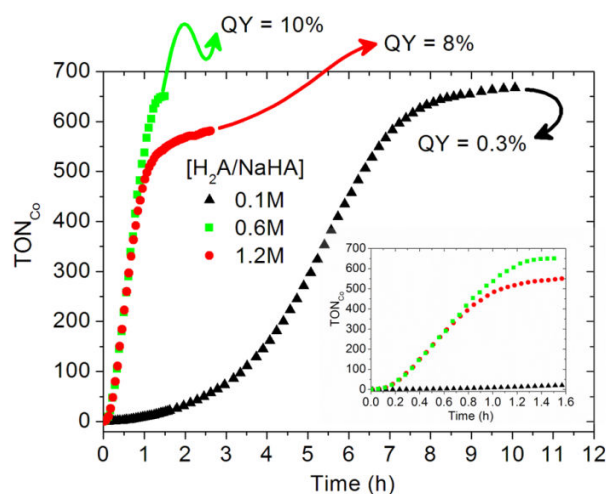 QY = 10%
QY = 8%
700
600
500
400
300
200
100
0
TON_Co
[H₂A/NaHA]
0.1M
0.6M
1.2M
QY = 0.3%
700
600
500
400
300
200
100
0
TON_Co
0.0 0.2 0.4 0.6 0.8 1.0 1.2 1.4 1.6
Time (h)
0 1 2 3 4 5 6 7 8 9 10 11 12
Time (h)